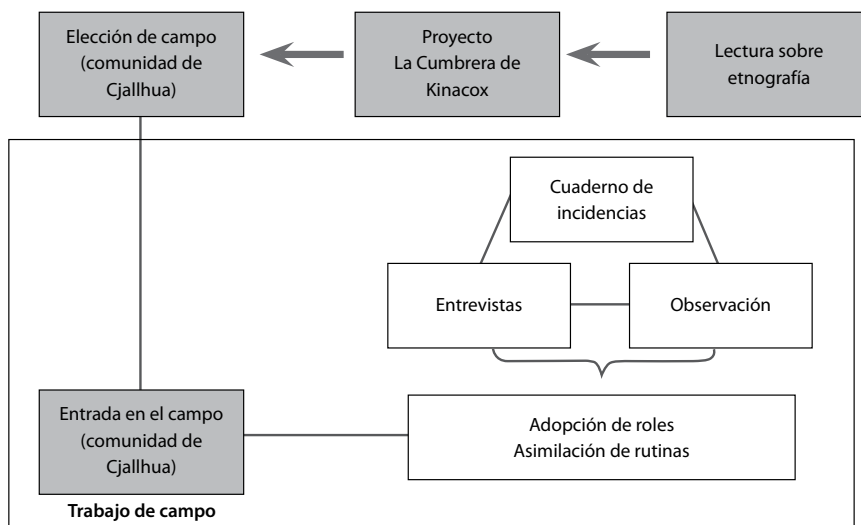 Elección de campo
(comunidad de
Cjallhua)
Proyecto
La Cumbrera de
Kinacox
Lectura sobre
etnografía
Cuaderno de
incidencias
Entrevistas
Observación
Entrada en el campo
(comunidad de
Cjallhua)
Adopción de roles
Asimilación de rutinas
Trabajo de campo